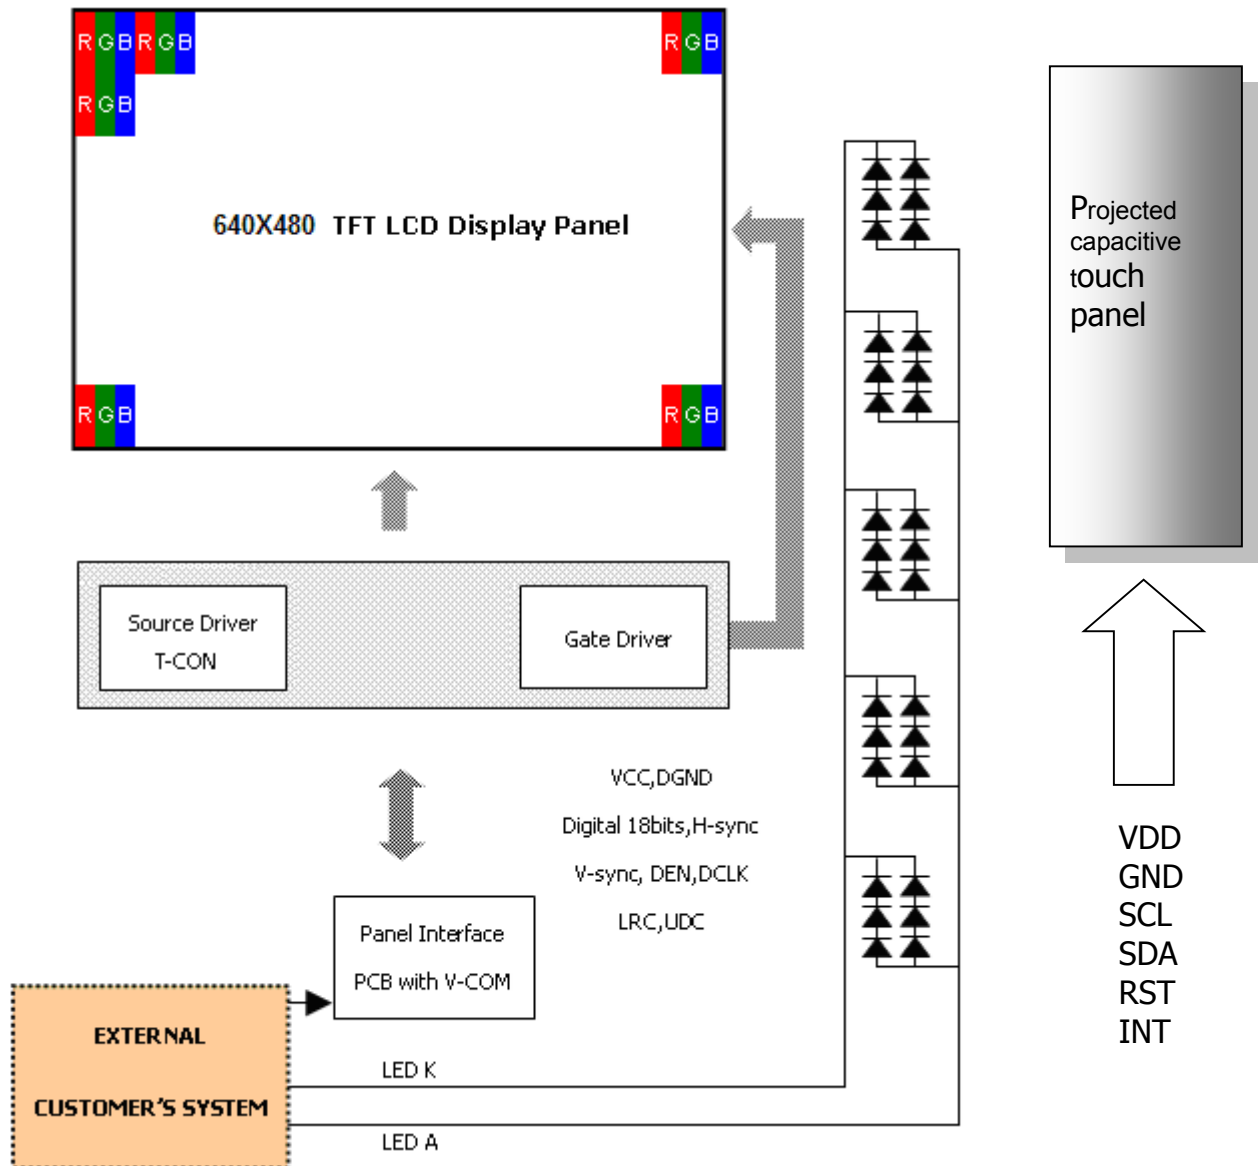 RGBRGB RGB
RGB
640X480 TFT LCD Display Panel
RGB RGB
Projected
capacitive
touch
panel
Source Driver
T-CON
Gate Driver
VCC,DGND
Digital 18bits,H-sync
V-sync, DEN,DCLK
LRC,UDC
Panel Interface
PCB with V-COM
EXTERNAL
CUSTOMER'S SYSTEM
LED K
LED A
VDD
GND
SCL
SDA
RST
INT